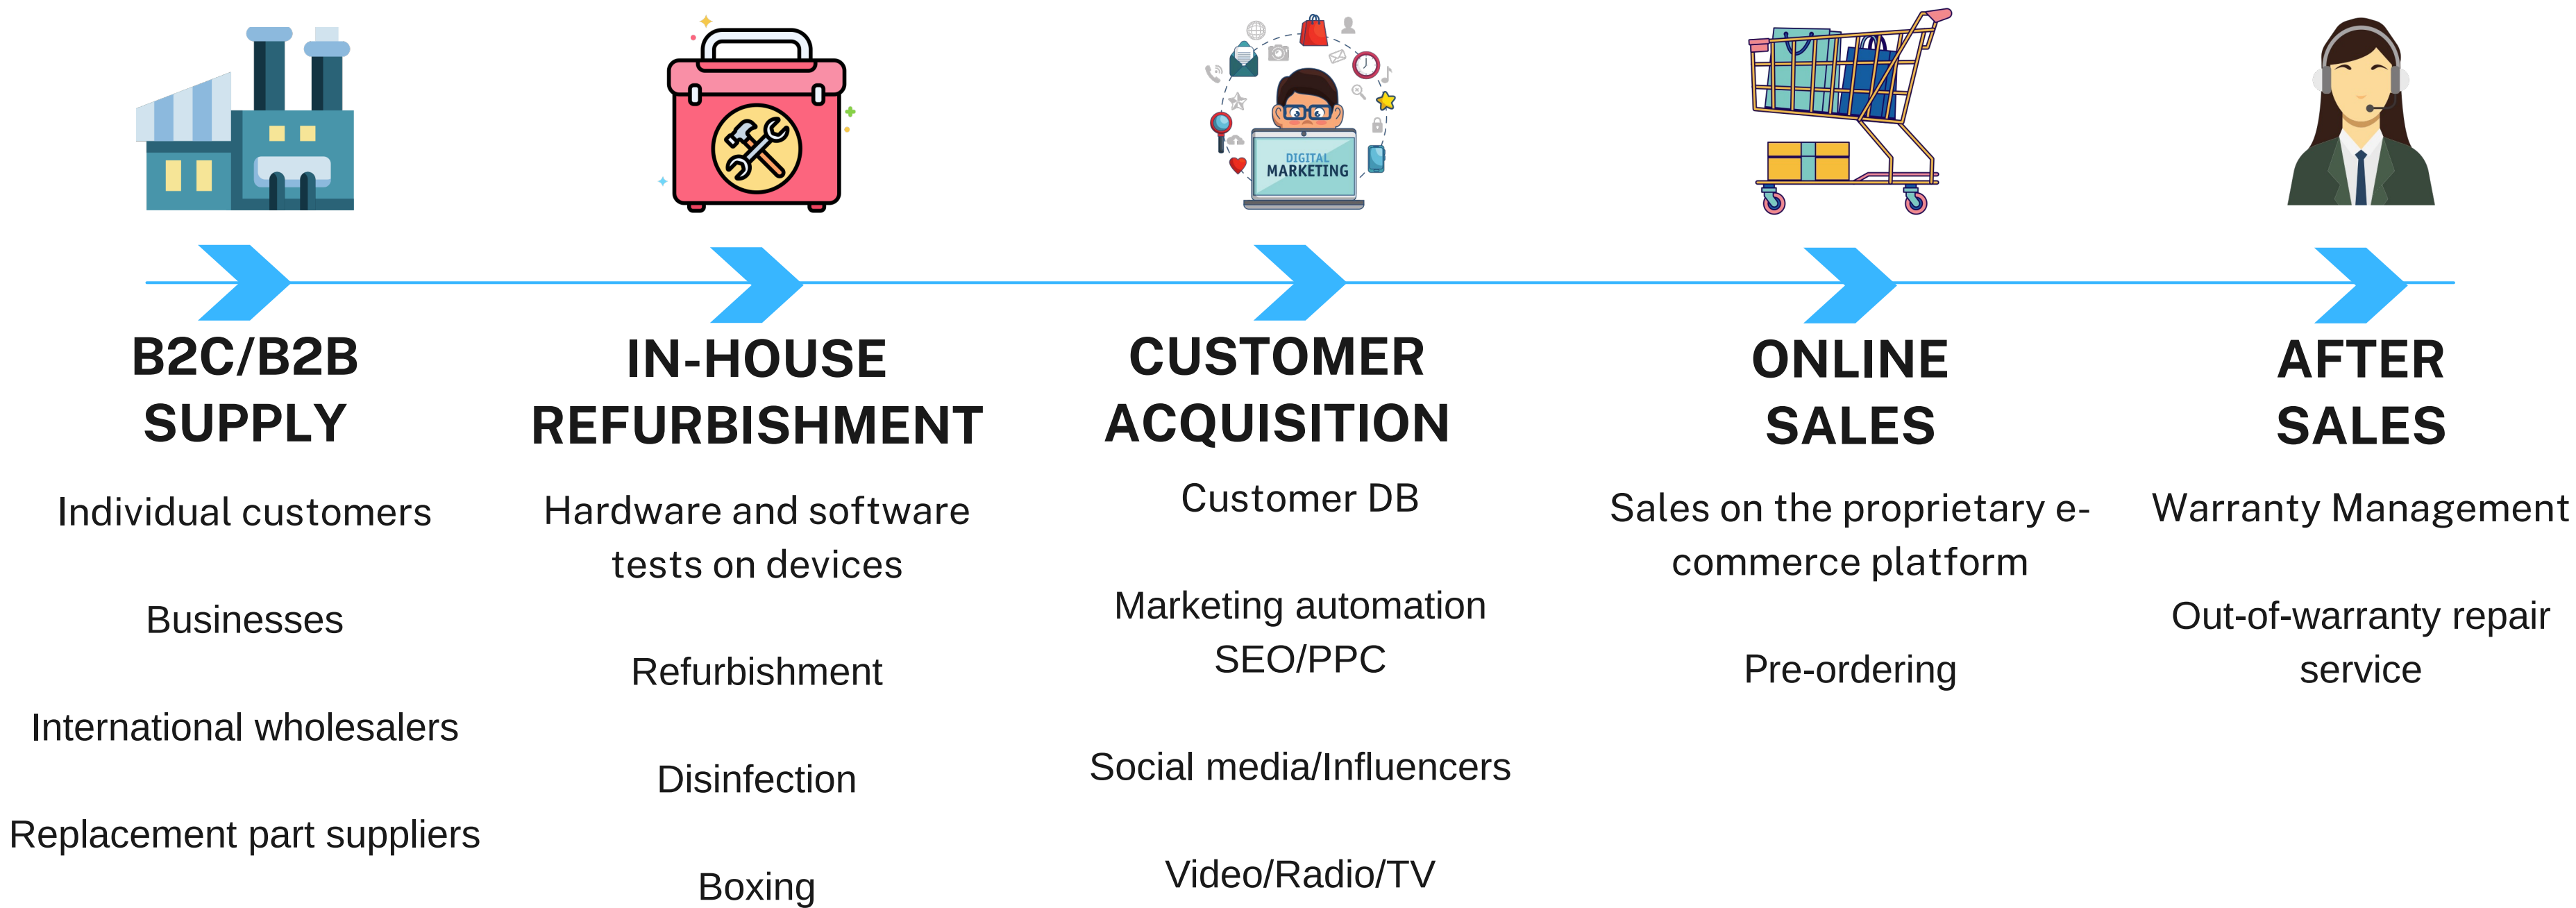 DIGITAL
MARKETING
B2C/B2B
SUPPLY
Individual customers
Businesses
International wholesalers
Replacement part suppliers
IN-HOUSE
REFURBISHMENT
Hardware and software
tests on devices
Refurbishment
Disinfection
Boxing
CUSTOMER
ACQUISITION
Customer DB
Marketing automation
SEO/PPC
Social media/Influencers
Video/Radio/TV
ONLINE
SALES
Sales on the proprietary e-
commerce platform
Pre-ordering
AFTER
SALES
Warranty Management
Out-of-warranty repair
service